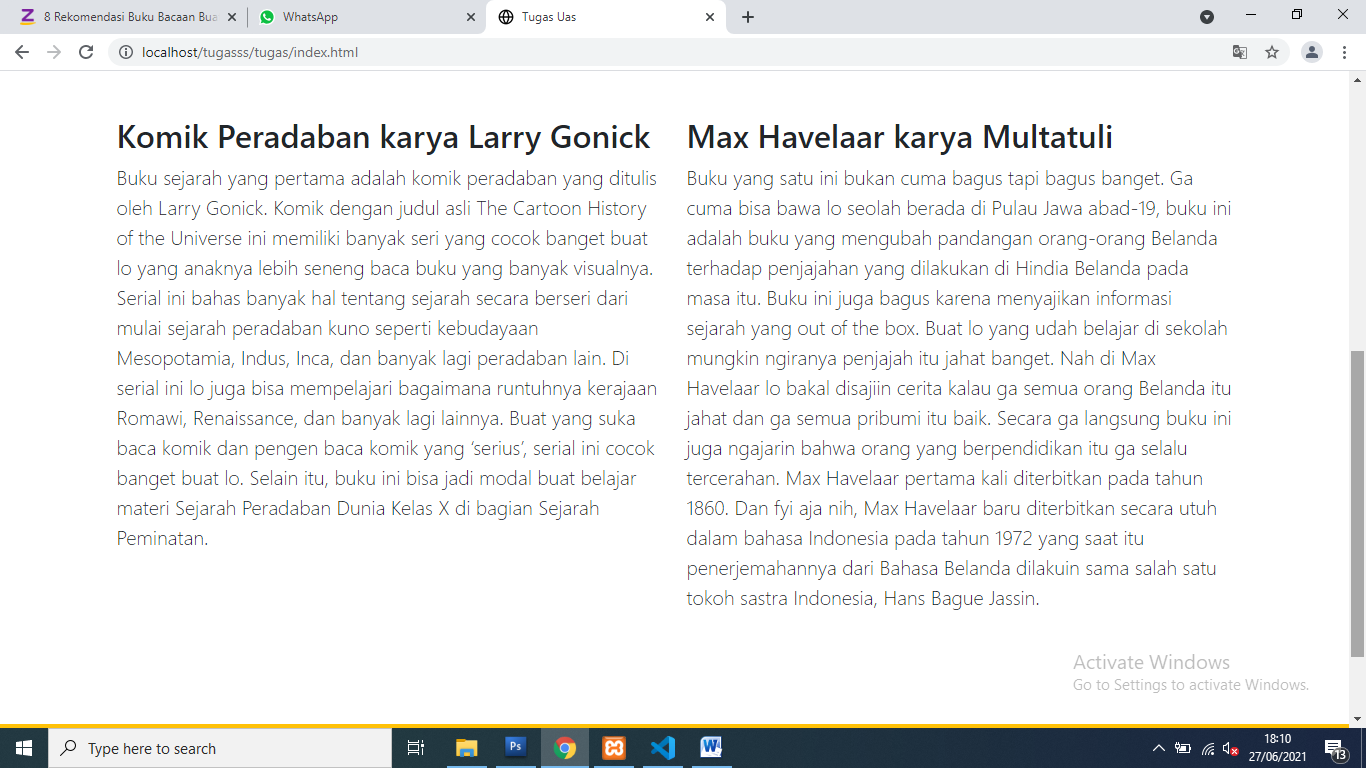 8 Rekomendasi Buku Bacaan Bua
WhatsApp
Tugas Uas
localhost/tugasss/tugas/index.html
Komik Peradaban karya Larry Gonick
Buku sejarah yang pertama adalah komik peradaban yang ditulis
oleh Larry Gonick. Komik dengan judul asli The Cartoon History
of the Universe ini memiliki banyak seri yang cocok banget buat
lo yang anaknya lebih seneng baca buku yang banyak visualnya.
Serial ini bahas banyak hal tentang sejarah secara berseri dari
mulai sejarah peradaban kuno seperti kebudayaan
Mesopotamia, Indus, Inca, dan banyak lagi peradaban lain. Di
serial ini lo juga bisa mempelajari bagaimana runtuhnya kerajaan
Romawi, Renaissance, dan banyak lagi lainnya. Buat yang suka
baca komik dan pengen baca komik yang ‘serius’, serial ini cocok
banget buat lo. Selain itu, buku ini bisa jadi modal buat belajar
materi Sejarah Peradaban Dunia Kelas X di bagian Sejarah
Peminatan.
Max Havelaar karya Multatuli
Buku yang satu ini bukan cuma bagus tapi bagus banget. Ga
cuma bisa bawa lo seolah berada di Pulau Jawa abad-19, buku ini
adalah buku yang mengubah pandangan orang-orang Belanda
terhadap penjajahan yang dilakukan di Hindia Belanda pada
masa itu. Buku ini juga bagus karena menyajikan informasi
sejarah yang out of the box. Buat lo yang udah belajar di sekolah
mungkin ngiranya penjajah itu jahat banget. Nah di Max
Havelaar lo bakal disajiin cerita kalau ga semua orang Belanda itu
jahat dan ga semua pribumi itu baik. Secara ga langsung buku ini
juga ngajarin bahwa orang yang berpendidikan itu ga selalu
tercerahan. Max Havelaar pertama kali diterbitkan pada tahun
1860. Dan fyi aja nih, Max Havelaar baru diterbitkan secara utuh
dalam bahasa Indonesia pada tahun 1972 yang saat itu
penerjemahannya dari Bahasa Belanda dilakuin sama salah satu
tokoh sastra Indonesia, Hans Bague Jassin.
Activate Windows
Go to Settings to activate Windows.
Type here to search
Ps
18:10
27/06/2021
13